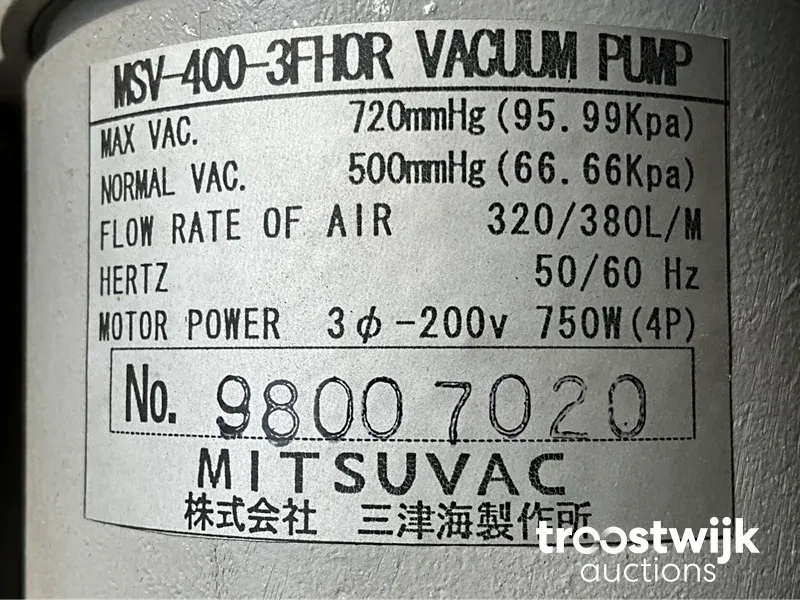 MSV-400-3FHOR VACUUM PUMP
MAX VAC. 720mmHg (95.99Kpa)
NORMAL VAC. 500mmHg (66.66Kpa)
FLOW RATE OF AIR 320/380L/M
HERTZ 50/60 Hz
MOTOR POWER 3φ-200v 750W(4P)
No. 98007020
MITSUVAC
株式会社 三津海製作所
troostwijk
auctions